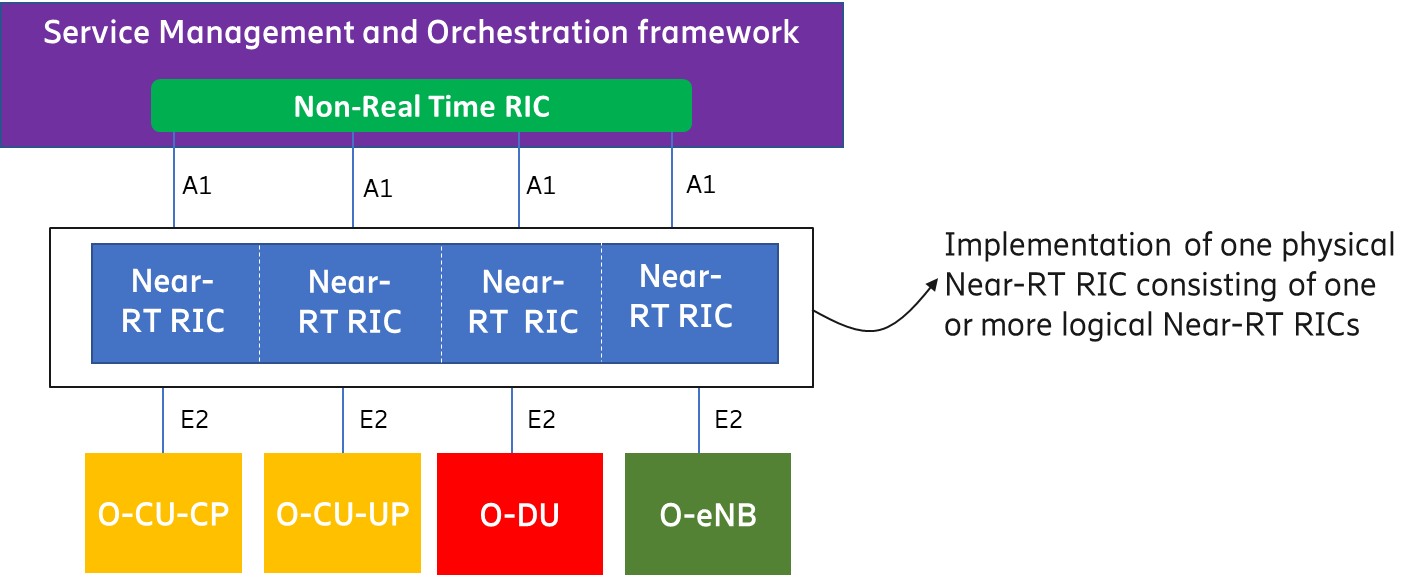 Service Management and Orchestration framework
Non-Real Time RIC
A1
A1
A1
A1
Near-
RT RIC
Near-
RT RIC
Near-
RT RIC
Near-
RT RIC
Implementation of one physical
Near-RT RIC consisting of one
or more logical Near-RT RICs
E2
E2
E2
E2
O-CU-CP
O-CU-UP
O-DU
O-eNB